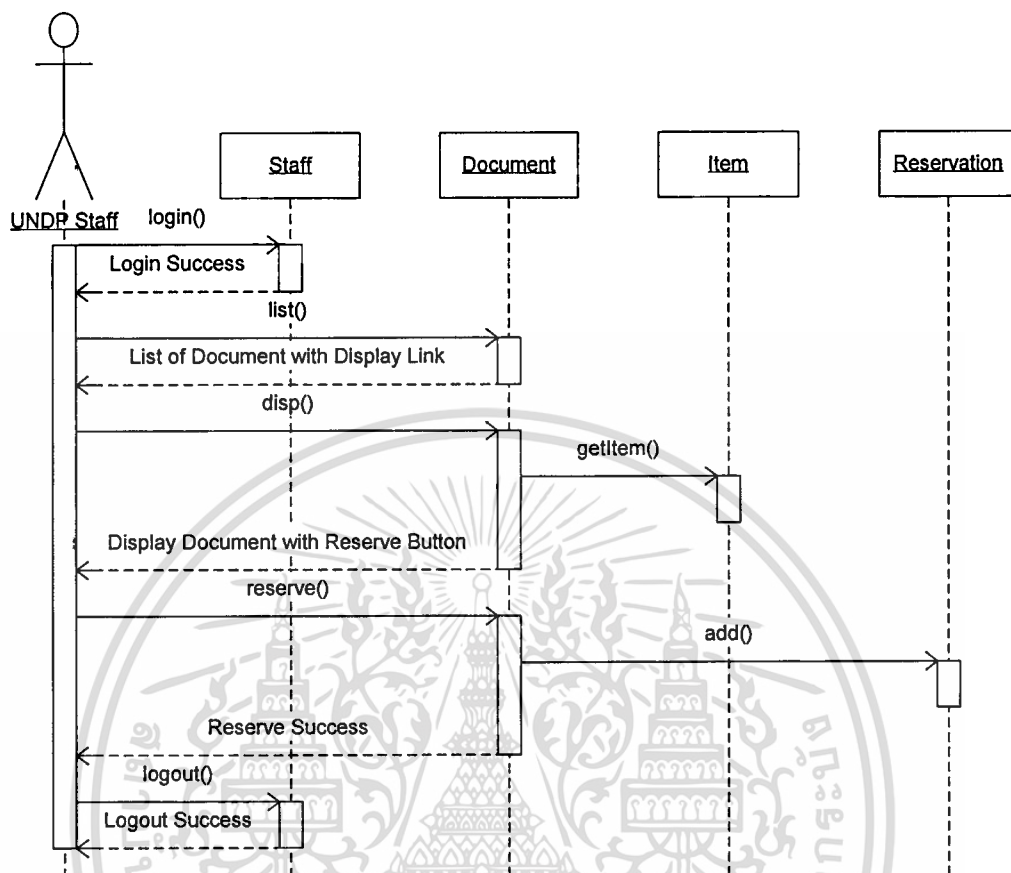 Staff
Document
Item
Reservation
UNDP Staff
login()
Login Success
list()
List of Document with Display Link
disp()
getItem()
Display Document with Reserve Button
reserve()
add()
Reserve Success
logout()
Logout Success